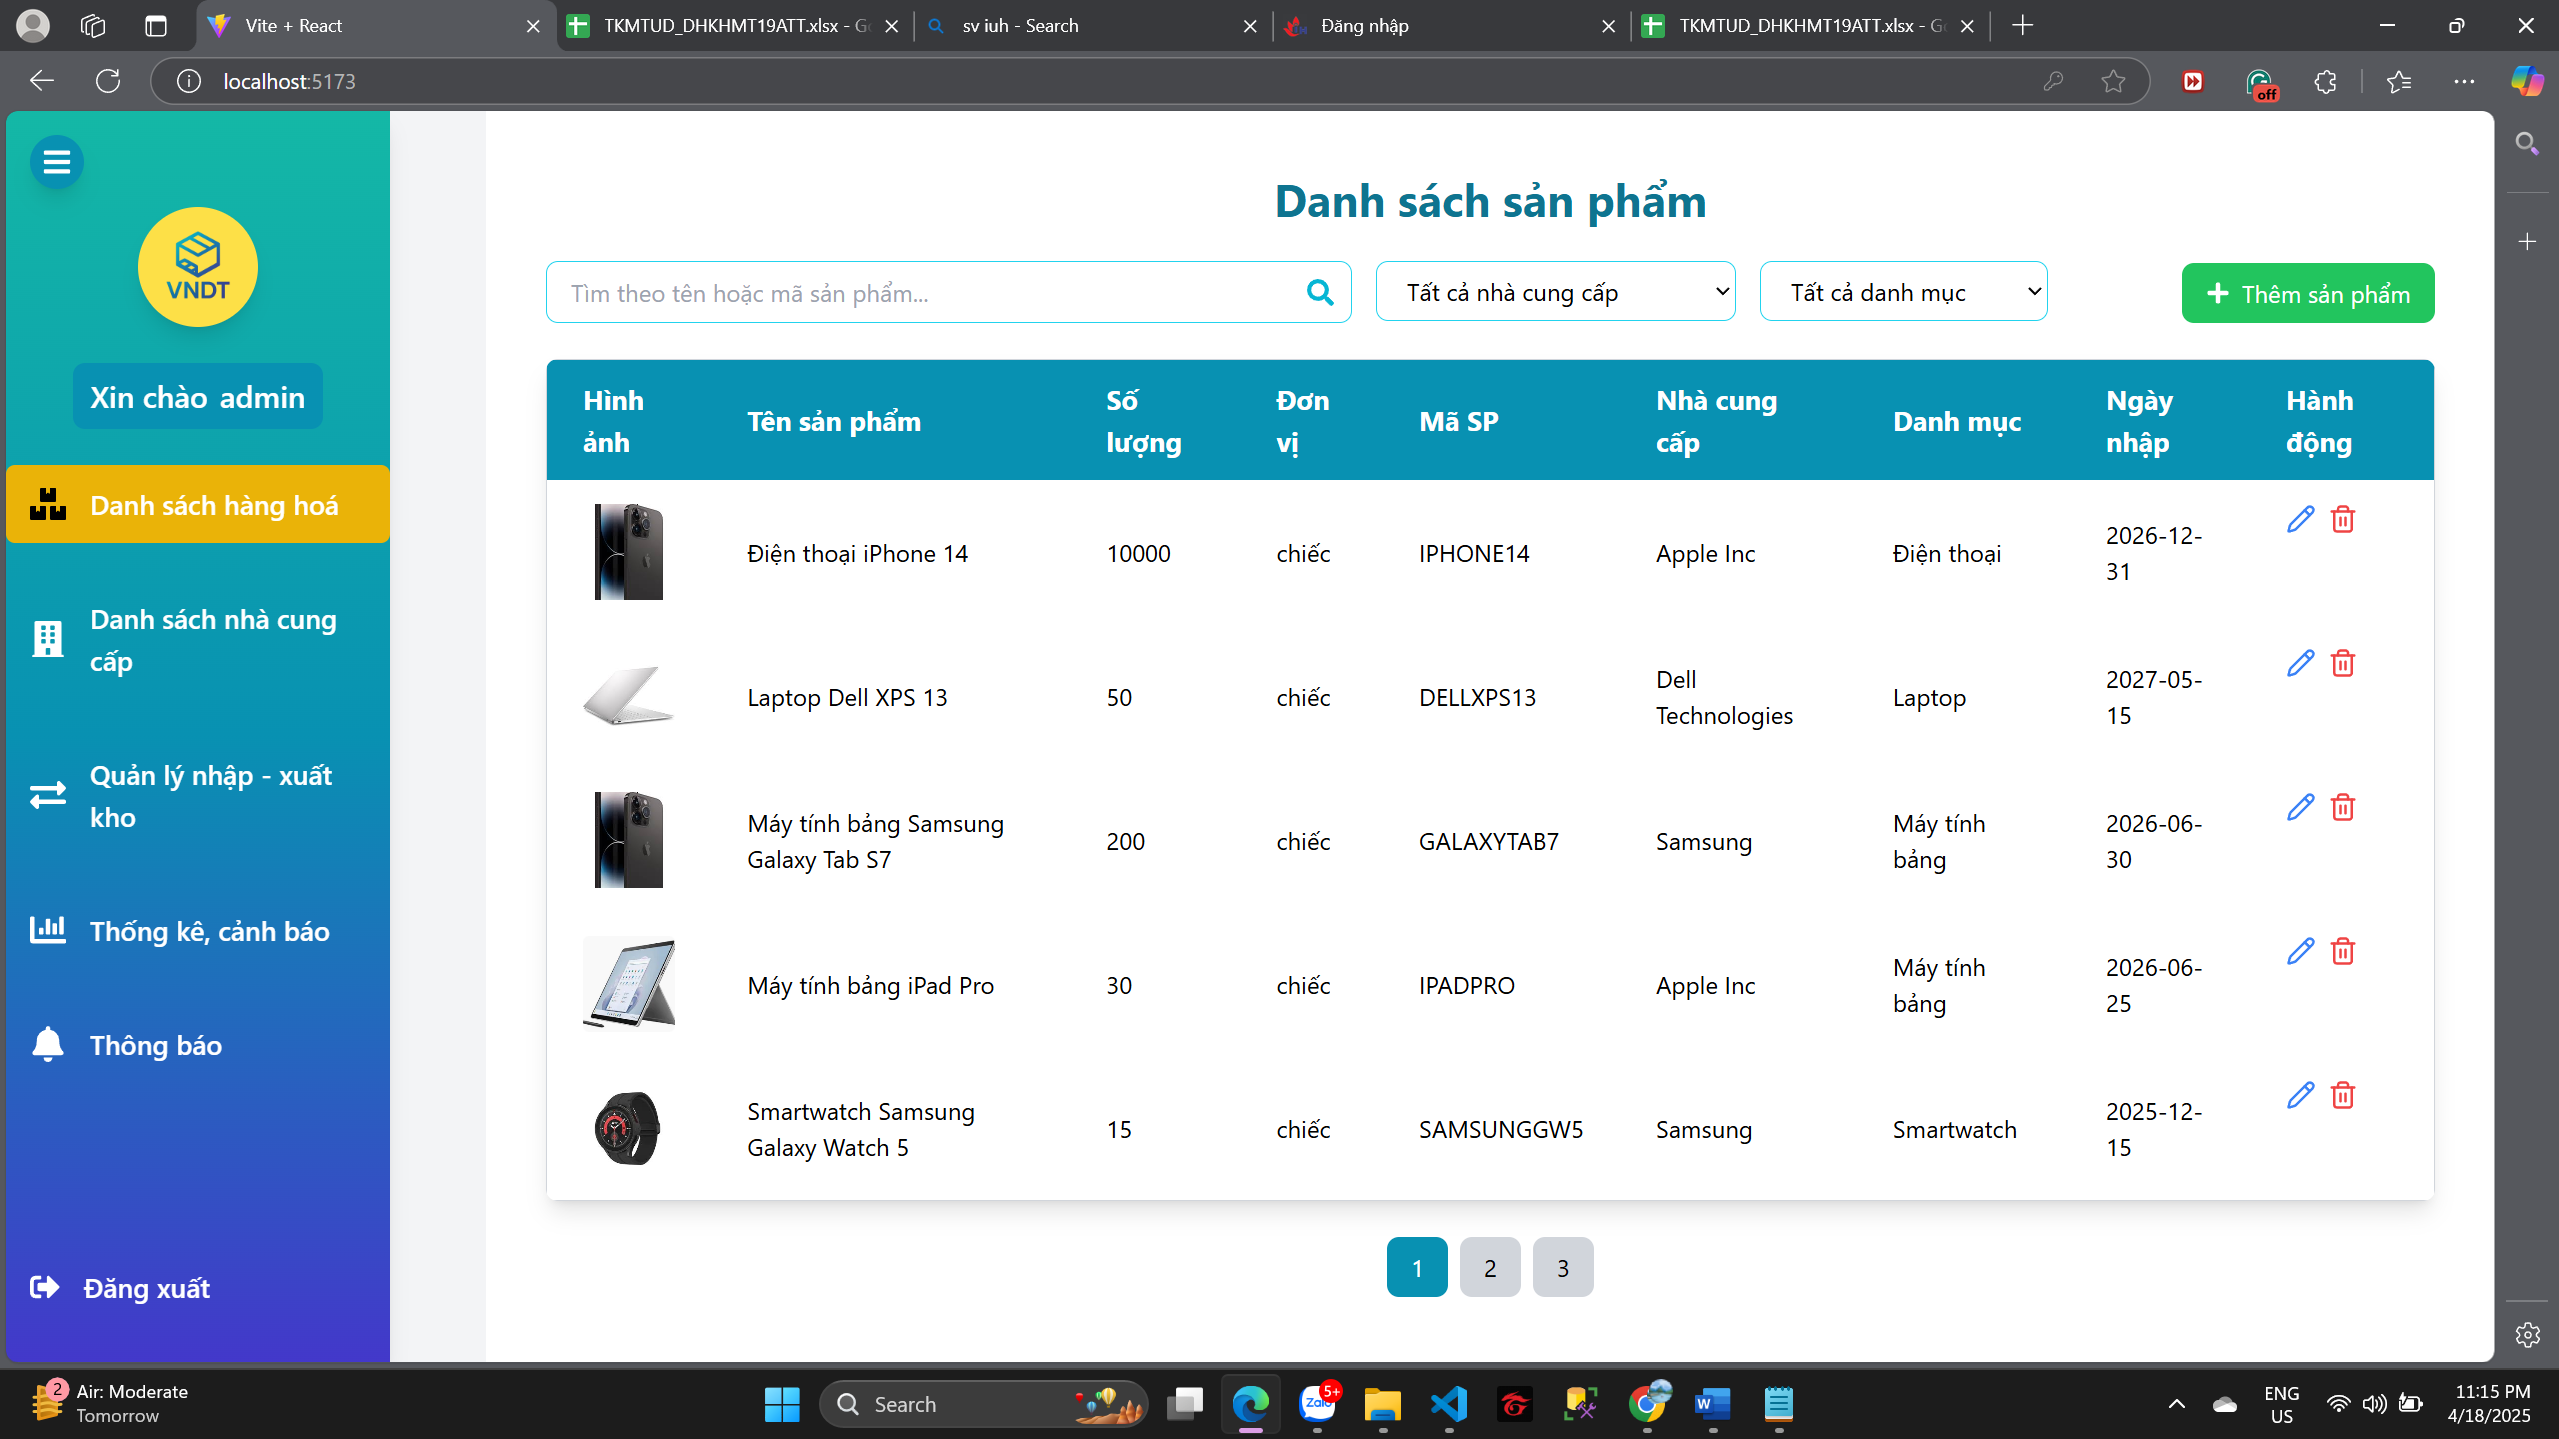 Vite + React
TKMTUD_DHKHMT19ATT.xlsx - Go
sv iuh - Search
Đăng nhập
TKMTUD_DHKHMT19ATT.xlsx - Go
localhost:5173
off
VNDT
Xin chào admin
Danh sách hàng hoá
Danh sách nhà cung
cấp
Quản lý nhập - xuất
kho
Thống kê, cảnh báo
Thông báo
Đăng xuất
Danh sách sản phẩm
Tìm theo tên hoặc mã sản phẩm...
Tất cả nhà cung cấp
Tất cả danh mục
Thêm sản phẩm
Hình
ảnh
Tên sản phẩm
Số
lượng
Đơn
vị
Mã SP
Nhà cung
cấp
Danh mục
Ngày
nhập
Hành
động
Điện thoại iPhone 14
10000
chiếc
IPHONE14
Apple Inc
Điện thoại
2026-12-
31
Laptop Dell XPS 13
50
chiếc
DELLXPS13
Dell
Technologies
Laptop
2027-05-
15
Máy tính bảng Samsung
Galaxy Tab S7
200
chiếc
GALAXYTAB7
Samsung
Máy tính
bảng
2026-06-
30
Máy tính bảng iPad Pro
30
chiếc
IPADPRO
Apple Inc
Máy tính
bảng
2026-06-
25
Smartwatch Samsung
Galaxy Watch 5
15
chiếc
SAMSUNGGW5
Samsung
Smartwatch
2025-12-
15
1
2
3
2
Air: Moderate
Tomorrow
Search
Zalo
5+
W
ENG
US
11:15 PM
4/18/2025